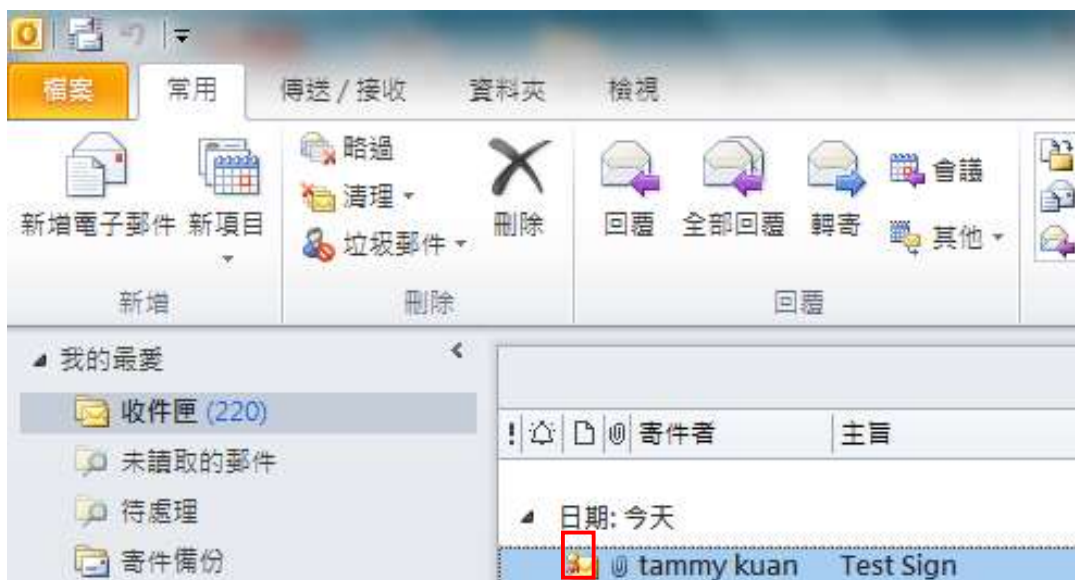 檔案 常用 傳送 / 接收 資料夾 檢視
略過
清理
垃圾郵件
新增電子郵件 新項目
刪除
回覆 全部回覆 轉寄
會議
其他
新增 刪除 回覆
我的最愛
收件匣 (220)
未讀取的郵件
待處理
寄件備份
! 寄件者 主旨
日期: 今天
tammy kuan Test Sign